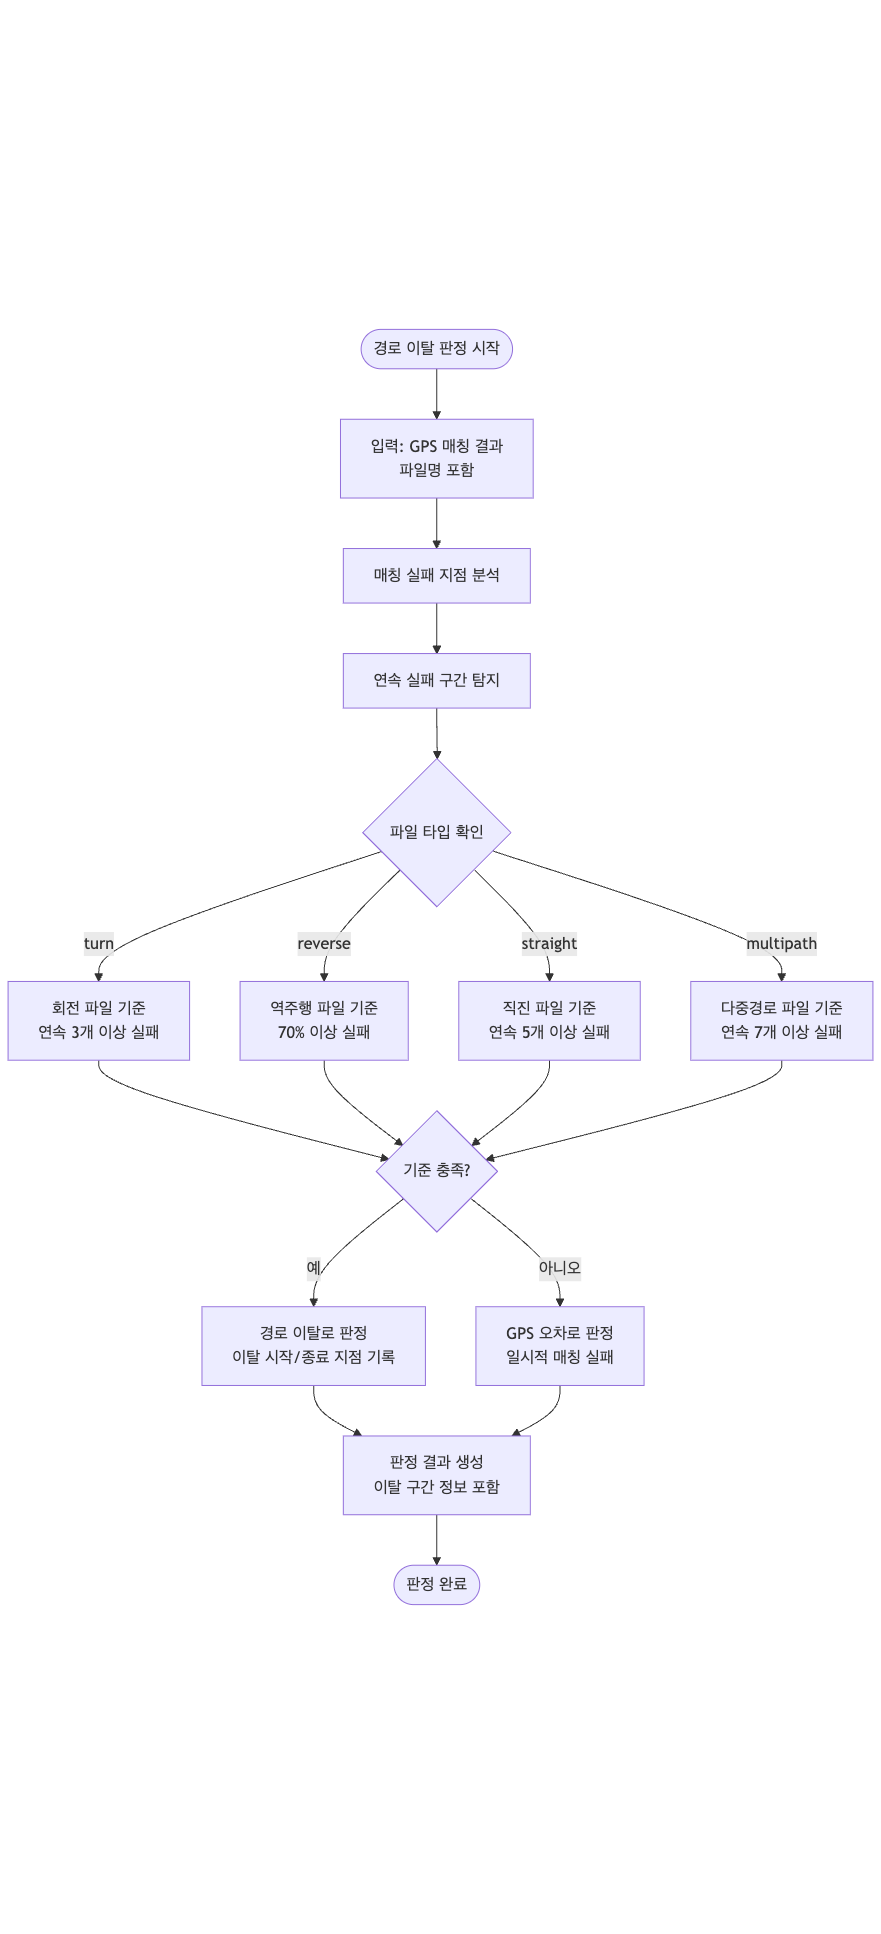 경로 이탈 판정 시작
입력: GPS 매칭 결과
파일명 포함
매칭 실패 지점 분석
연속 실패 구간 탐지
파일 타입 확인
turn
reverse
straight
multipath
회전 파일 기준
연속 3개 이상 실패
역주행 파일 기준
70% 이상 실패
직진 파일 기준
연속 5개 이상 실패
다중경로 파일 기준
연속 7개 이상 실패
기준 충족?
예
아니오
경로 이탈로 판정
이탈 시작/종료 지점 기록
GPS 오차로 판정
일시적 매칭 실패
판정 결과 생성
이탈 구간 정보 포함
판정 완료